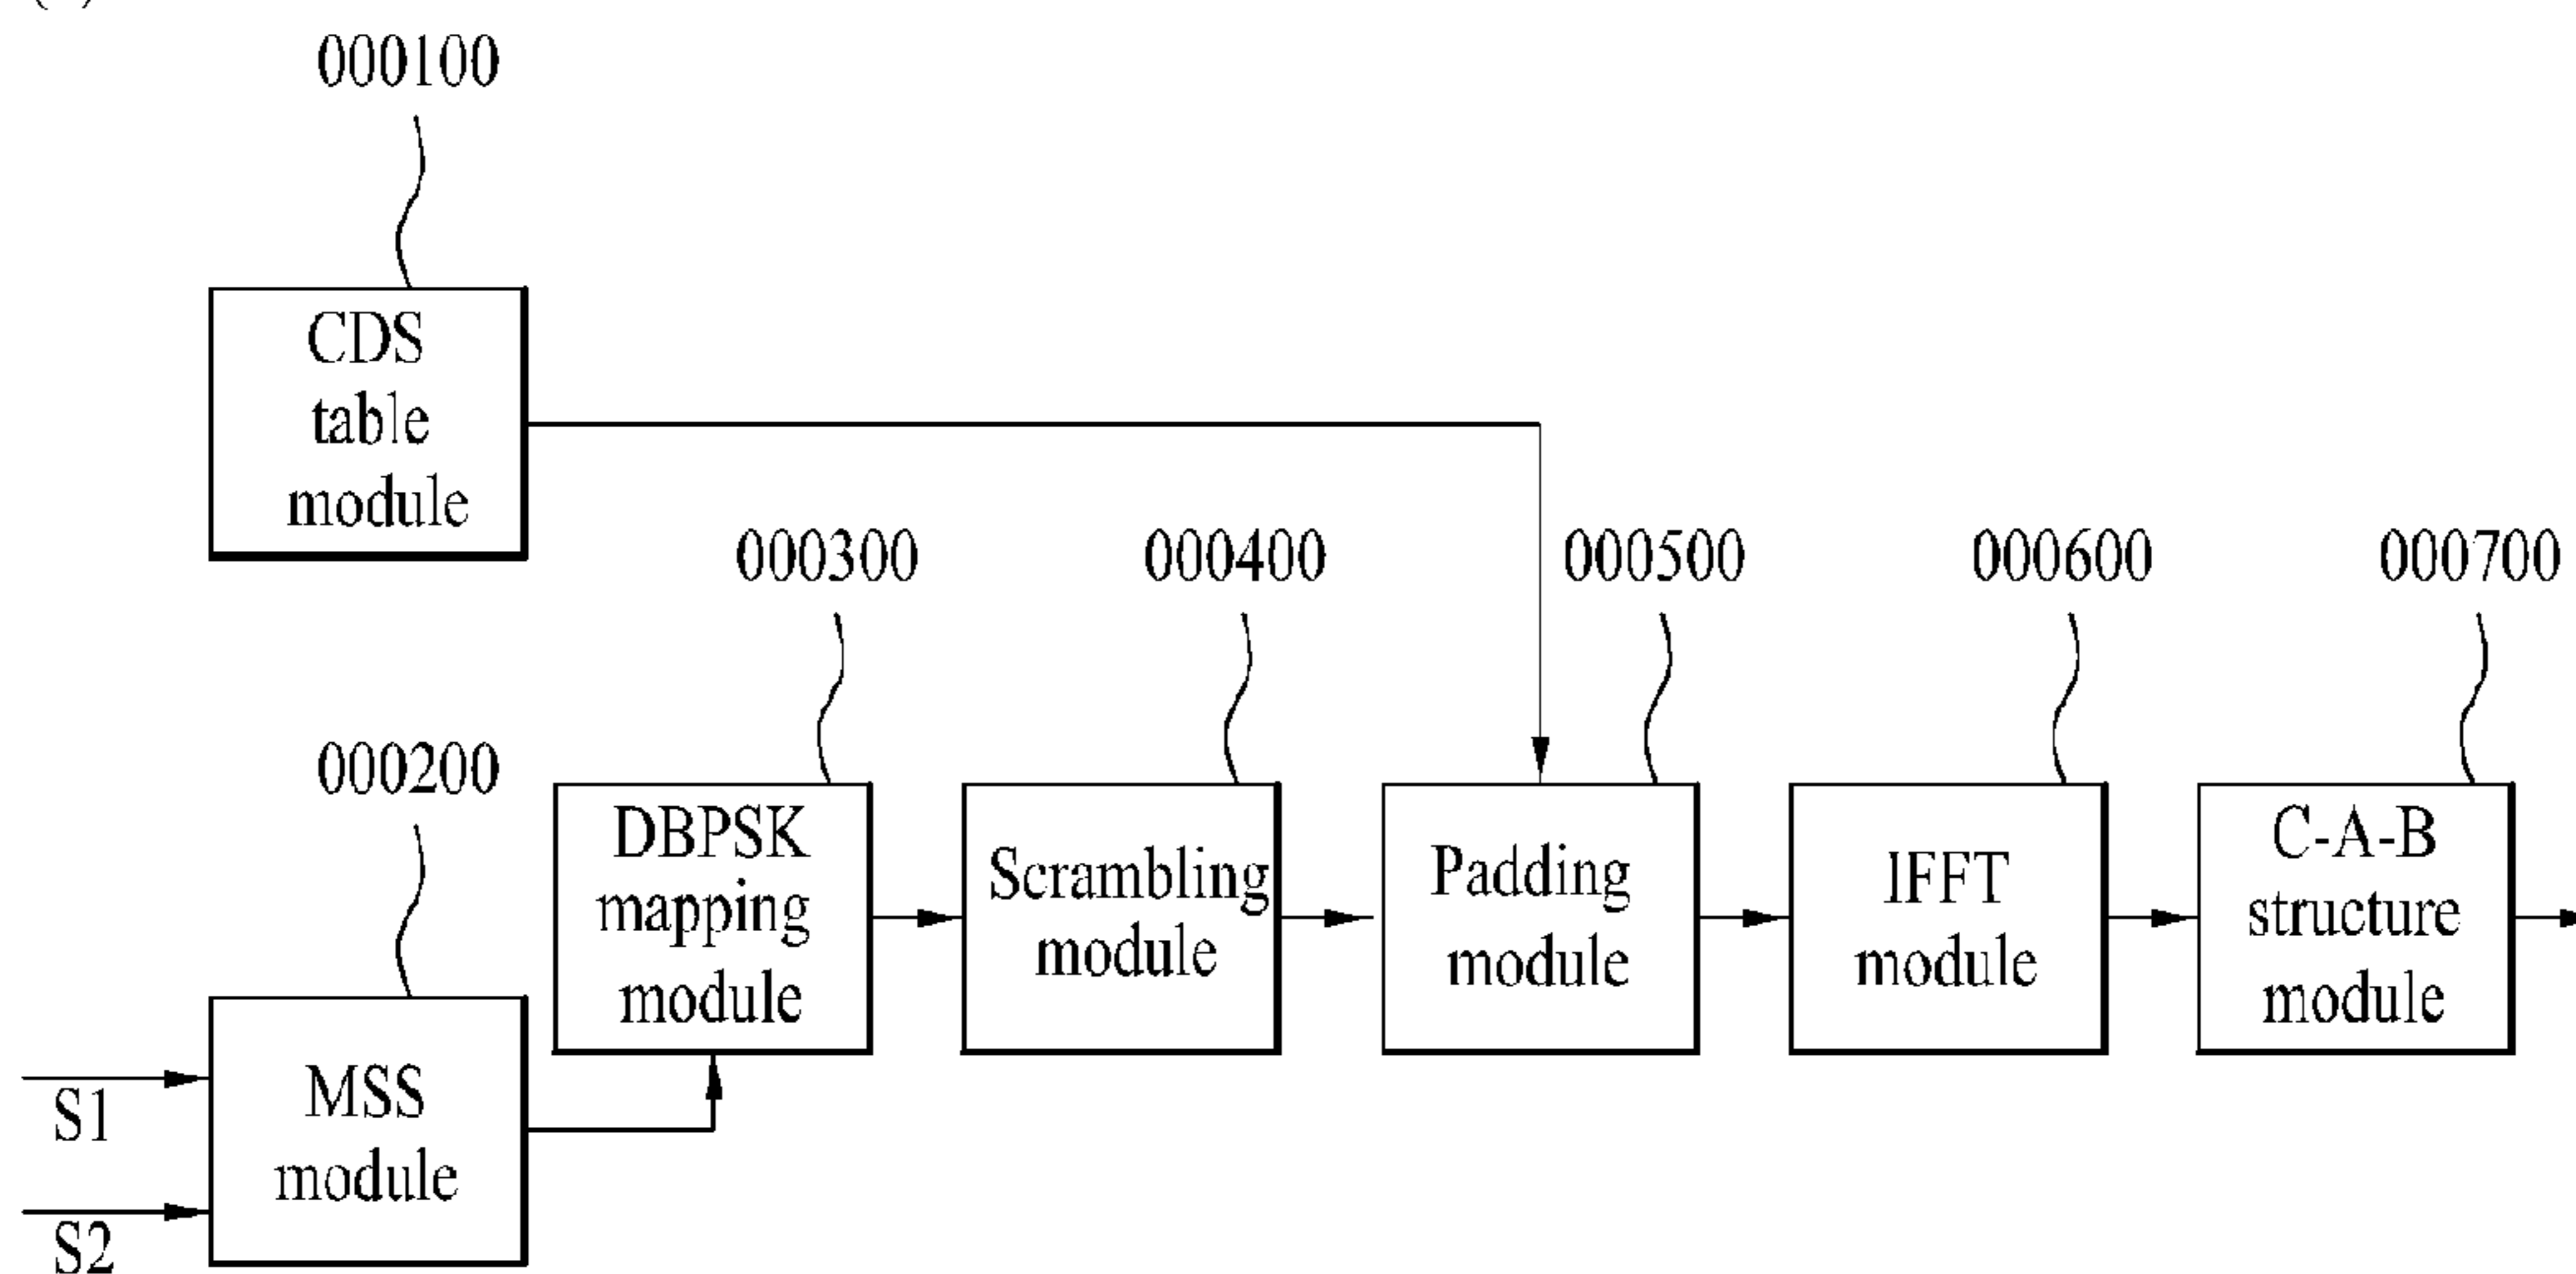 000100
CDS
table
module
000300
000400
000500
000600
000700
000200
DBPSK
mapping
module
Scrambling
module
Padding
module
IFFT
module
C-A-B
structure
module
S1
S2
MSS
module